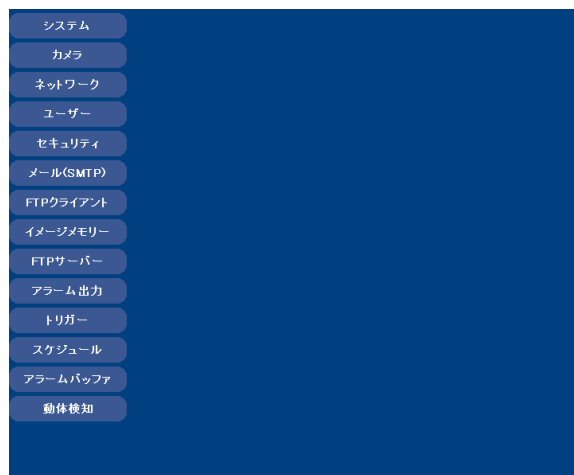 システム
カメラ
ネットワーク
ユーザー
セキュリティ
メール(SMTP)
FTPクライアント
イメージメモリー
FTPサーバー
アラーム出力
トリガー
スケジュール
アラームバッファ
動体検知